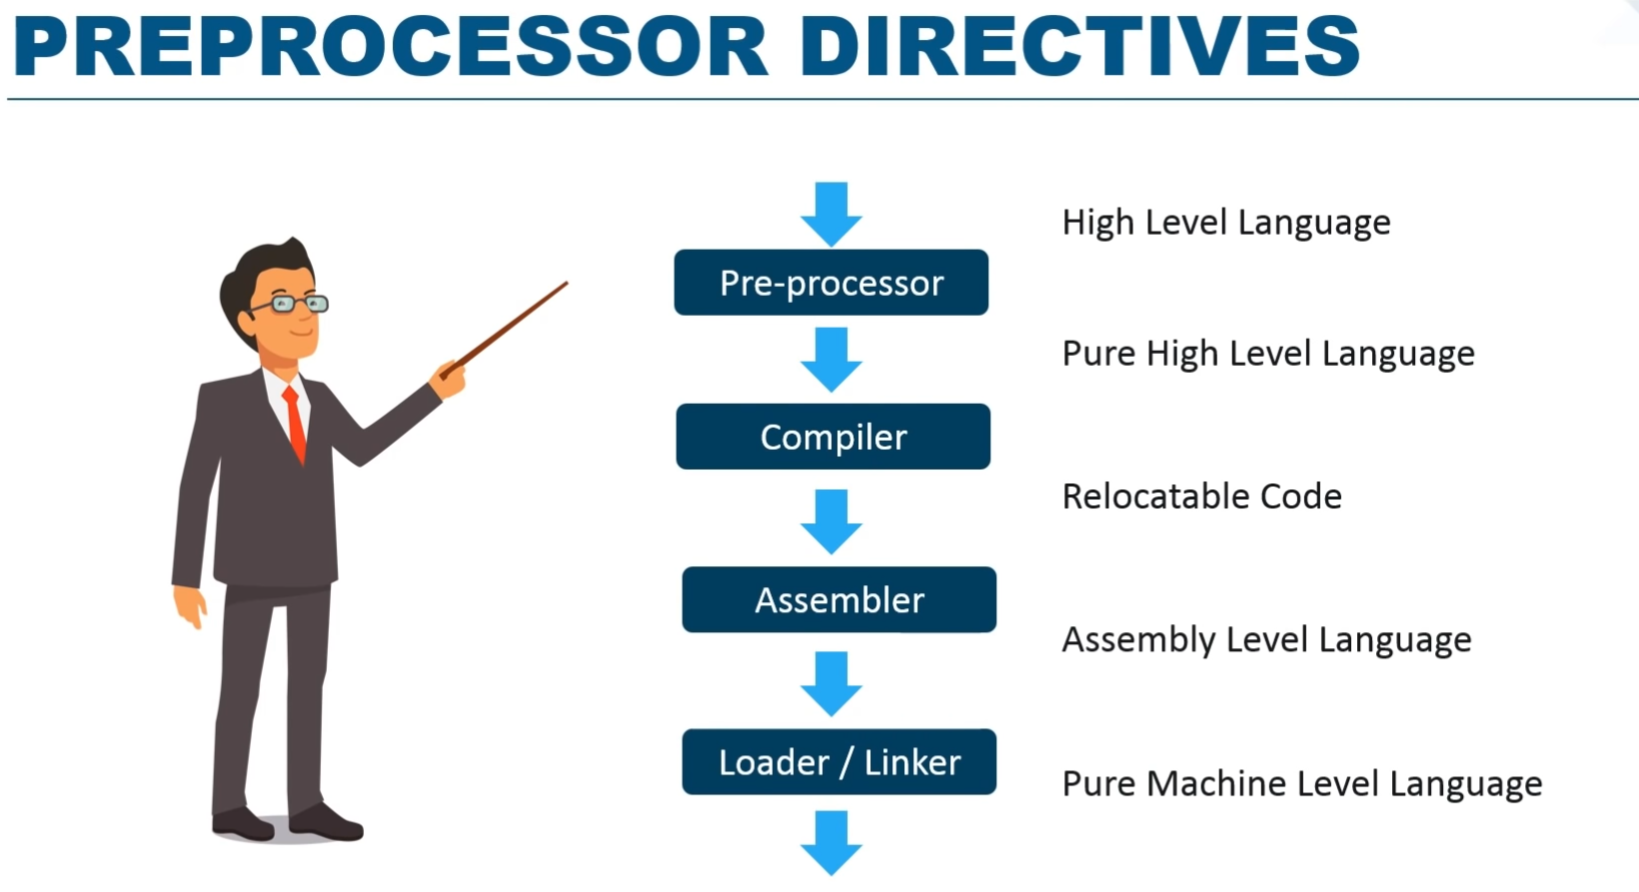 PREPROCESSOR DIRECTIVES
High Level Language
Pre-processor
Pure High Level Language
Compiler
Relocatable Code
Assembler
Assembly Level Language
Loader / Linker
Pure Machine Level Language